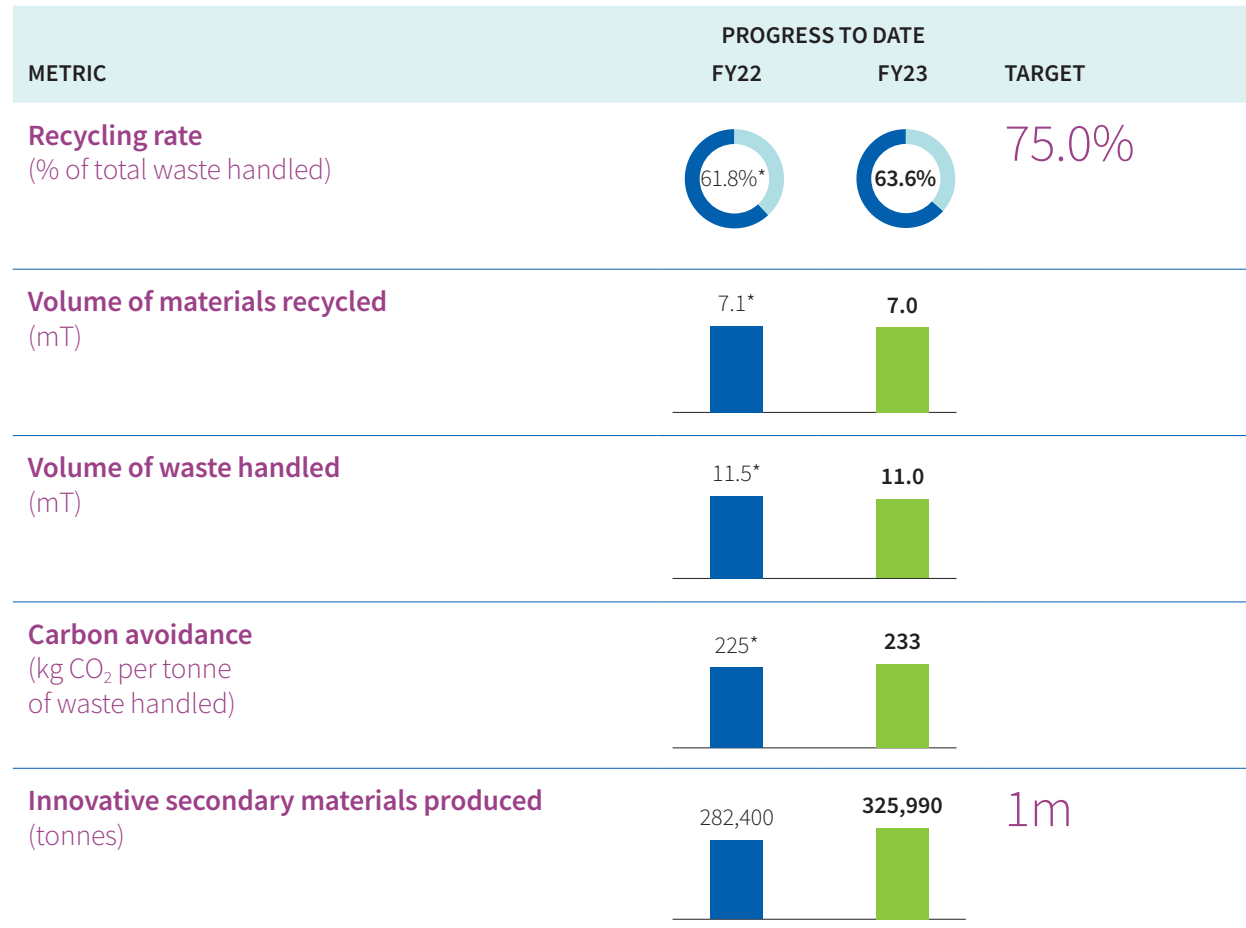 PROGRESS TO DATE
METRIC FY22 FY23 TARGET
Recycling rate
(% of total waste handled)
61.8%* 63.6% 75.0%
Volume of materials recycled
(mT)
7.1* 7.0
Volume of waste handled
(mT)
11.5* 11.0
Carbon avoidance
(kg CO₂ per tonne
of waste handled)
225* 233
Innovative secondary materials produced
(tonnes)
282,400 325,990 1m